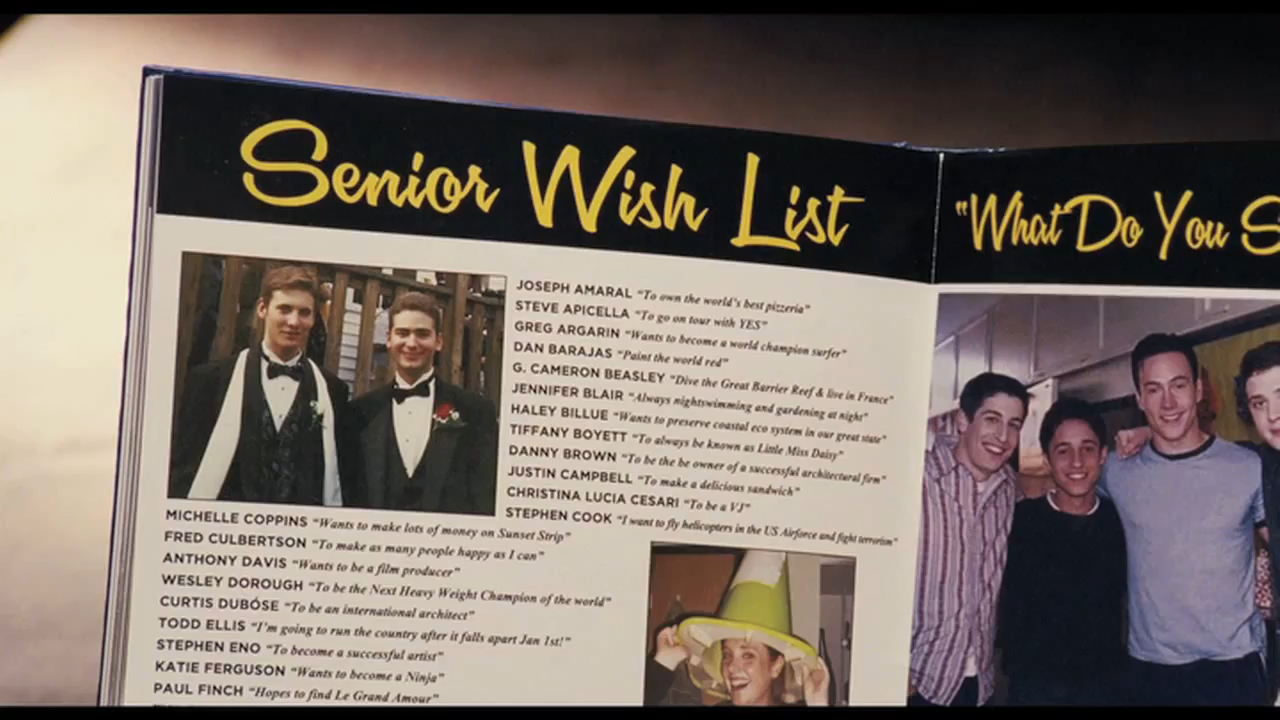 Senior Wish List
"What Do You S
JOSEPH AMARAL "To own the world's best pizzeria"
STEVE APICELLA "To go on tour with YES"
GREG ARGARIN "Wants to become a world champion surfer"
DAN BARAJAS "Paint the world red"
G. CAMERON BEASLEY "Dive the Great Barrier Reef & live in France"
JENNIFER BLAIR "Always nightswimming and gardening at night"
HALEY BILLUE "Wants to preserve coastal eco system in our great state"
TIFFANY BOYETT "To always be known as Little Miss Daisy"
DANNY BROWN "To be the be owner of a successful architectural firm"
JUSTIN CAMPBELL "To make a delicious sandwich"
CHRISTINA LUCIA CESARI "To be a VJ"
STEPHEN COOK "I want to fly helicopters in the US Airforce and fight terrorism"
MICHELLE COPPINS "Wants to make lots of money on Sunset Strip"
FRED CULBERTSON "To make as many people happy as I can"
ANTHONY DAVIS "Wants to be a film producer"
WESLEY DOROUGH "To be the Next Heavy Weight Champion of the world"
CURTIS DUBÓSE "To be an international architect"
TODD ELLIS "I'm going to run the country after it falls apart Jan 1st!"
STEPHEN ENO "To become a successful artist"
KATIE FERGUSON "Wants to become a Ninja"
PAUL FINCH "Hopes to find Le Grand Amour"